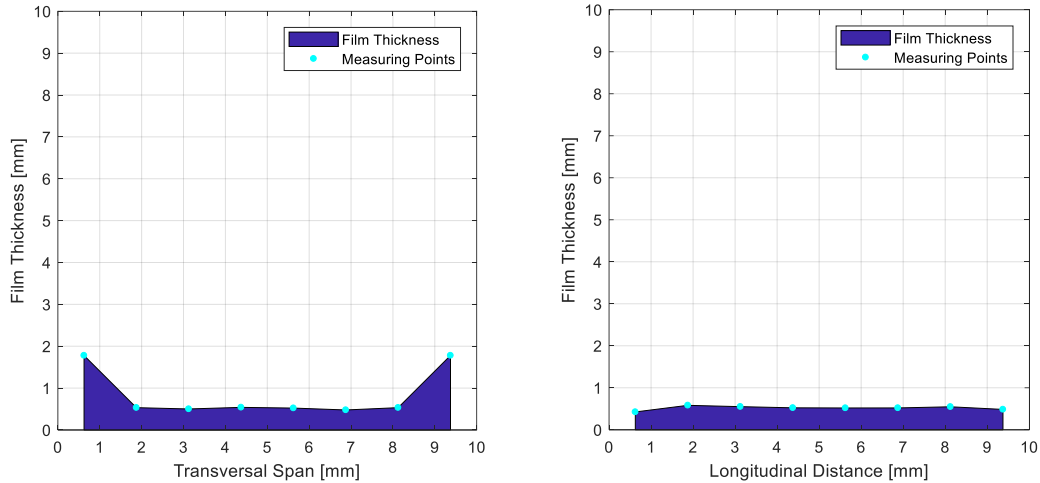 10
9
8
7
6
5
4
3
2
1
0
Film Thickness [mm]
Film Thickness
Measuring Points
0 1 2 3 4 5 6 7 8 9 10
Transversal Span [mm]
10
9
8
7
6
5
4
3
2
1
0
Film Thickness [mm]
Film Thickness
Measuring Points
0 1 2 3 4 5 6 7 8 9 10
Longitudinal Distance [mm]